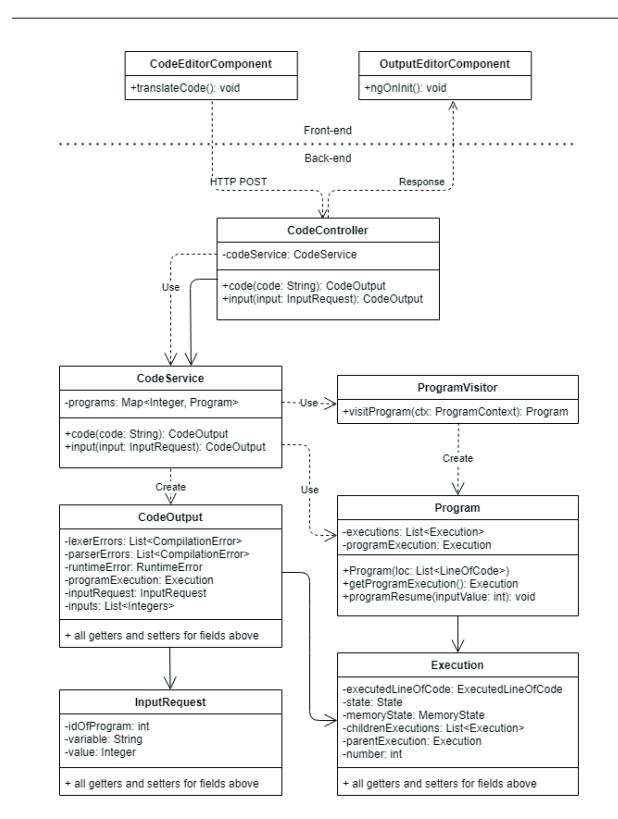 CodeEditorComponent
+translateCode(): void
OutputEditorComponent
+ngOnInit(): void
Front-end
Back-end
HTTP POST
Response
CodeController
-codeService: CodeService
+code(code: String): CodeOutput
+input(input: InputRequest): CodeOutput
Use
CodeService
-programs: Map<Integer, Program>
+code(code: String): CodeOutput
+input(input: InputRequest): CodeOutput
Use
ProgramVisitor
+visitProgram(ctx: ProgramContext): Program
Create
Use
Create
CodeOutput
-lexerErrors: List<CompilationError>
-parserErrors: List<CompilationError>
-runtimeError: RuntimeError
-programExecution: Execution
-inputRequest: InputRequest
-inputs: List<Integers>
+ all getters and setters for fields above
Program
-executions: List<Execution>
-programExecution: Execution
+Program(loc: List<LineOfCode>)
+getProgramExecution(): Execution
+programResume(inputValue: int): void
InputRequest
-idOfProgram: int
-variable: String
-value: Integer
+ all getters and setters for fields above
Execution
-executedLineOfCode: ExecutedLineOfCode
-state: State
-memoryState: MemoryState
-childrenExecutions: List<Execution>
-parentExecution: Execution
-number: int
+ all getters and setters for fields above